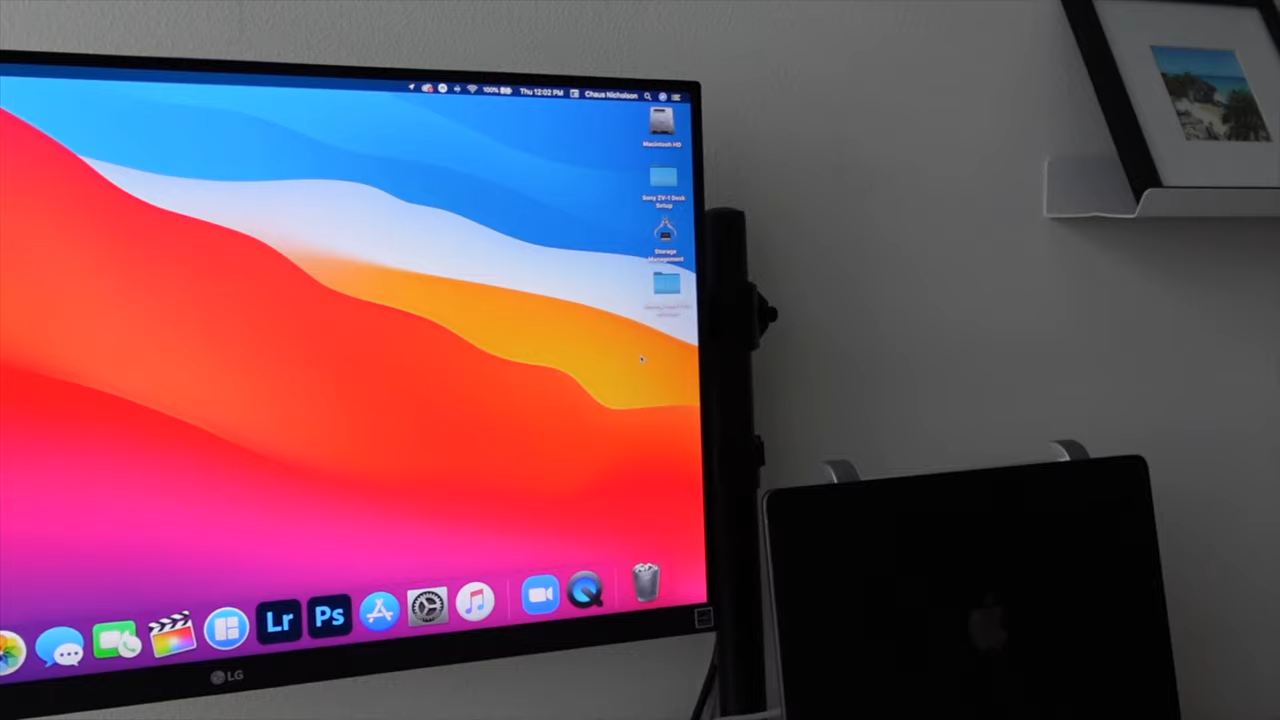 100% Thu 12:02 PM Chaus Nicholson
Macintosh HD
Sony ZV-1 Desk
Setup
Storage
Management
Lr Ps
LG